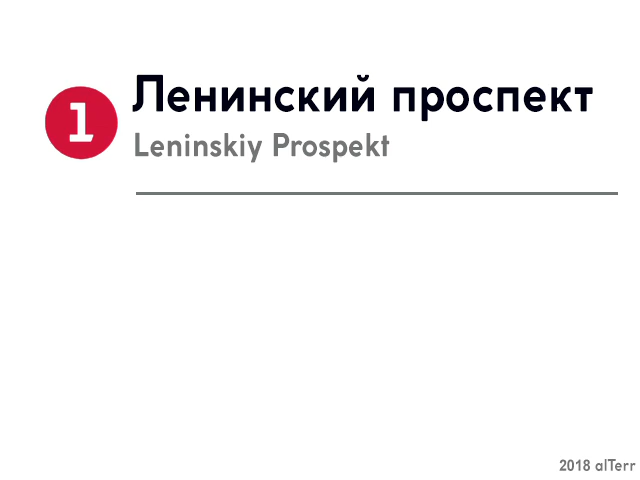 1
Ленинский проспект
Leninskiy Prospekt
2018 alTerr